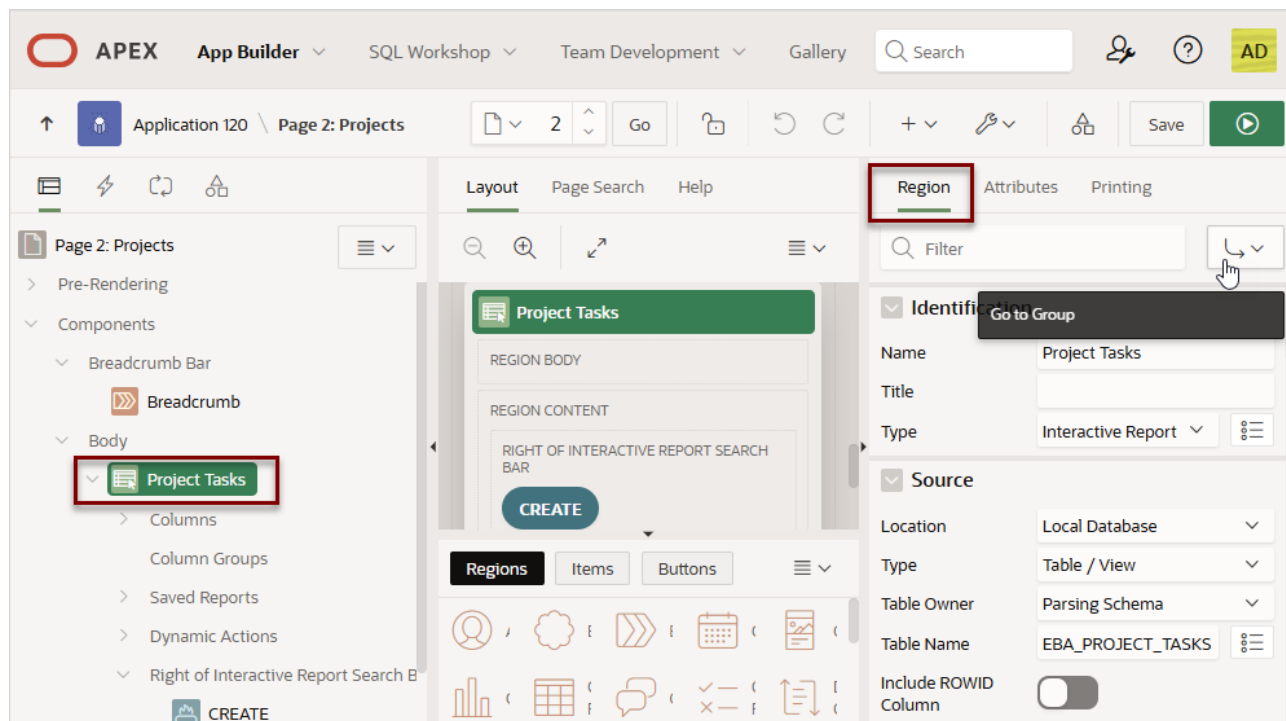 APEX App Builder SQL Workshop Team Development Gallery Search AD
Application 120 \ Page 2: Projects 2 Go Save
Layout Page Search Help
Region Attributes Printing
Page 2: Projects
Pre-Rendering
Components
Breadcrumb Bar
Breadcrumb
Body
Project Tasks
Columns
Column Groups
Saved Reports
Dynamic Actions
Right of Interactive Report Search B
CREATE
Project Tasks
REGION BODY
REGION CONTENT
RIGHT OF INTERACTIVE REPORT SEARCH
BAR
CREATE
Regions Items Buttons
Filter
Go to Group
Name Project Tasks
Title
Type Interactive Report
Source
Location Local Database
Type Table / View
Table Owner Parsing Schema
Table Name EBA_PROJECT_TASKS
Include ROWID
Column